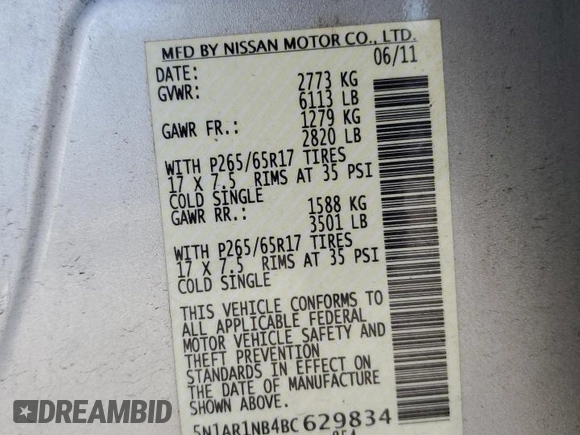 MFD BY NISSAN MOTOR CO., LTD.
DATE: 06/11
GVWR: 2773 KG
6113 LB
GAWR FR.: 1279 KG
2820 LB
WITH P265/65R17 TIRES
17 X 7.5 RIMS AT 35 PSI
COLD SINGLE
GAWR RR.: 1588 KG
3501 LB
WITH P265/65R17 TIRES
17 X 7.5 RIMS AT 35 PSI
COLD SINGLE
THIS VEHICLE CONFORMS TO
ALL APPLICABLE FEDERAL
MOTOR VEHICLE SAFETY AND
THEFT PREVENTION
STANDARDS IN EFFECT ON
THE DATE OF MANUFACTURE
SHOWN ABOVE.
5N1AR1NB4BC629834
DREAMBID